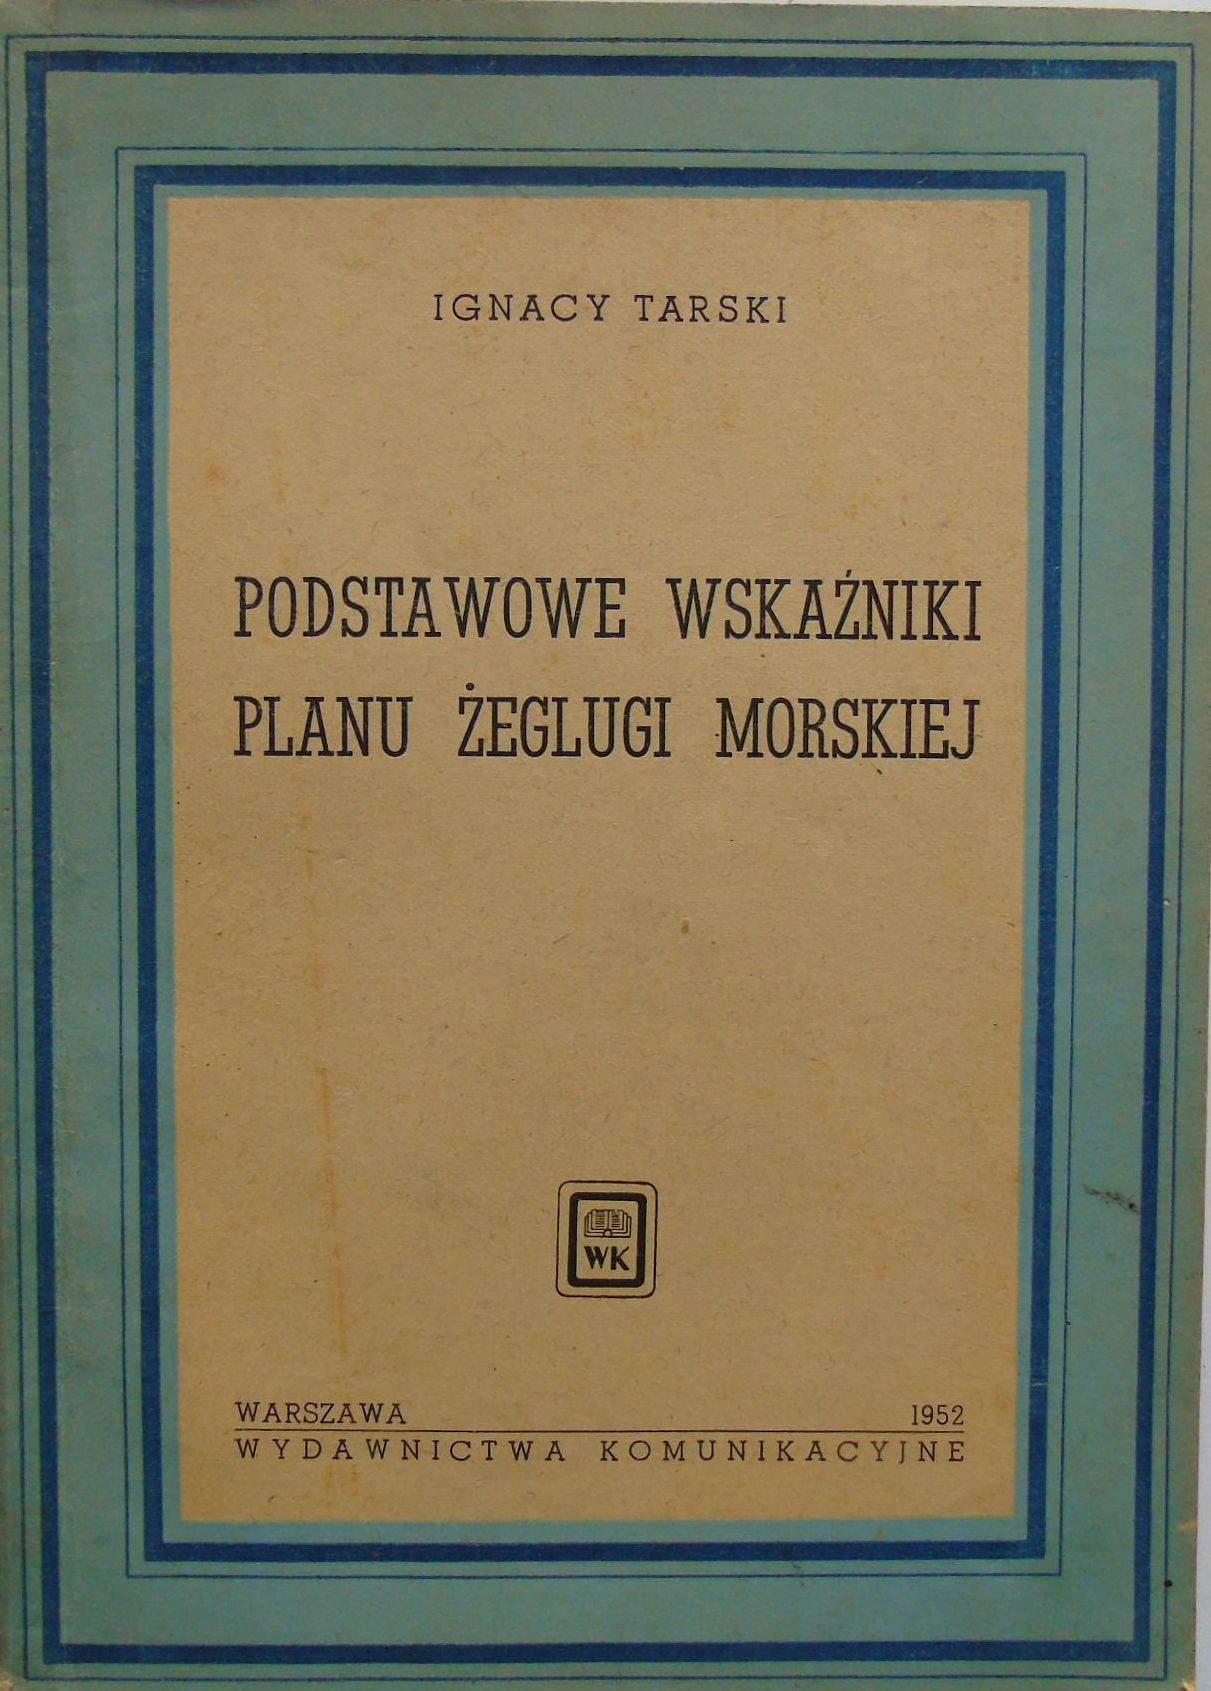 IGNACY TARSKI
PODSTAWOWE WSKAŹNIKI
PLANU ŻEGLUGI MORSKIEJ
WK
WARSZAWA 1952
WYDAWNICTWA KOMUNIKACYJNE